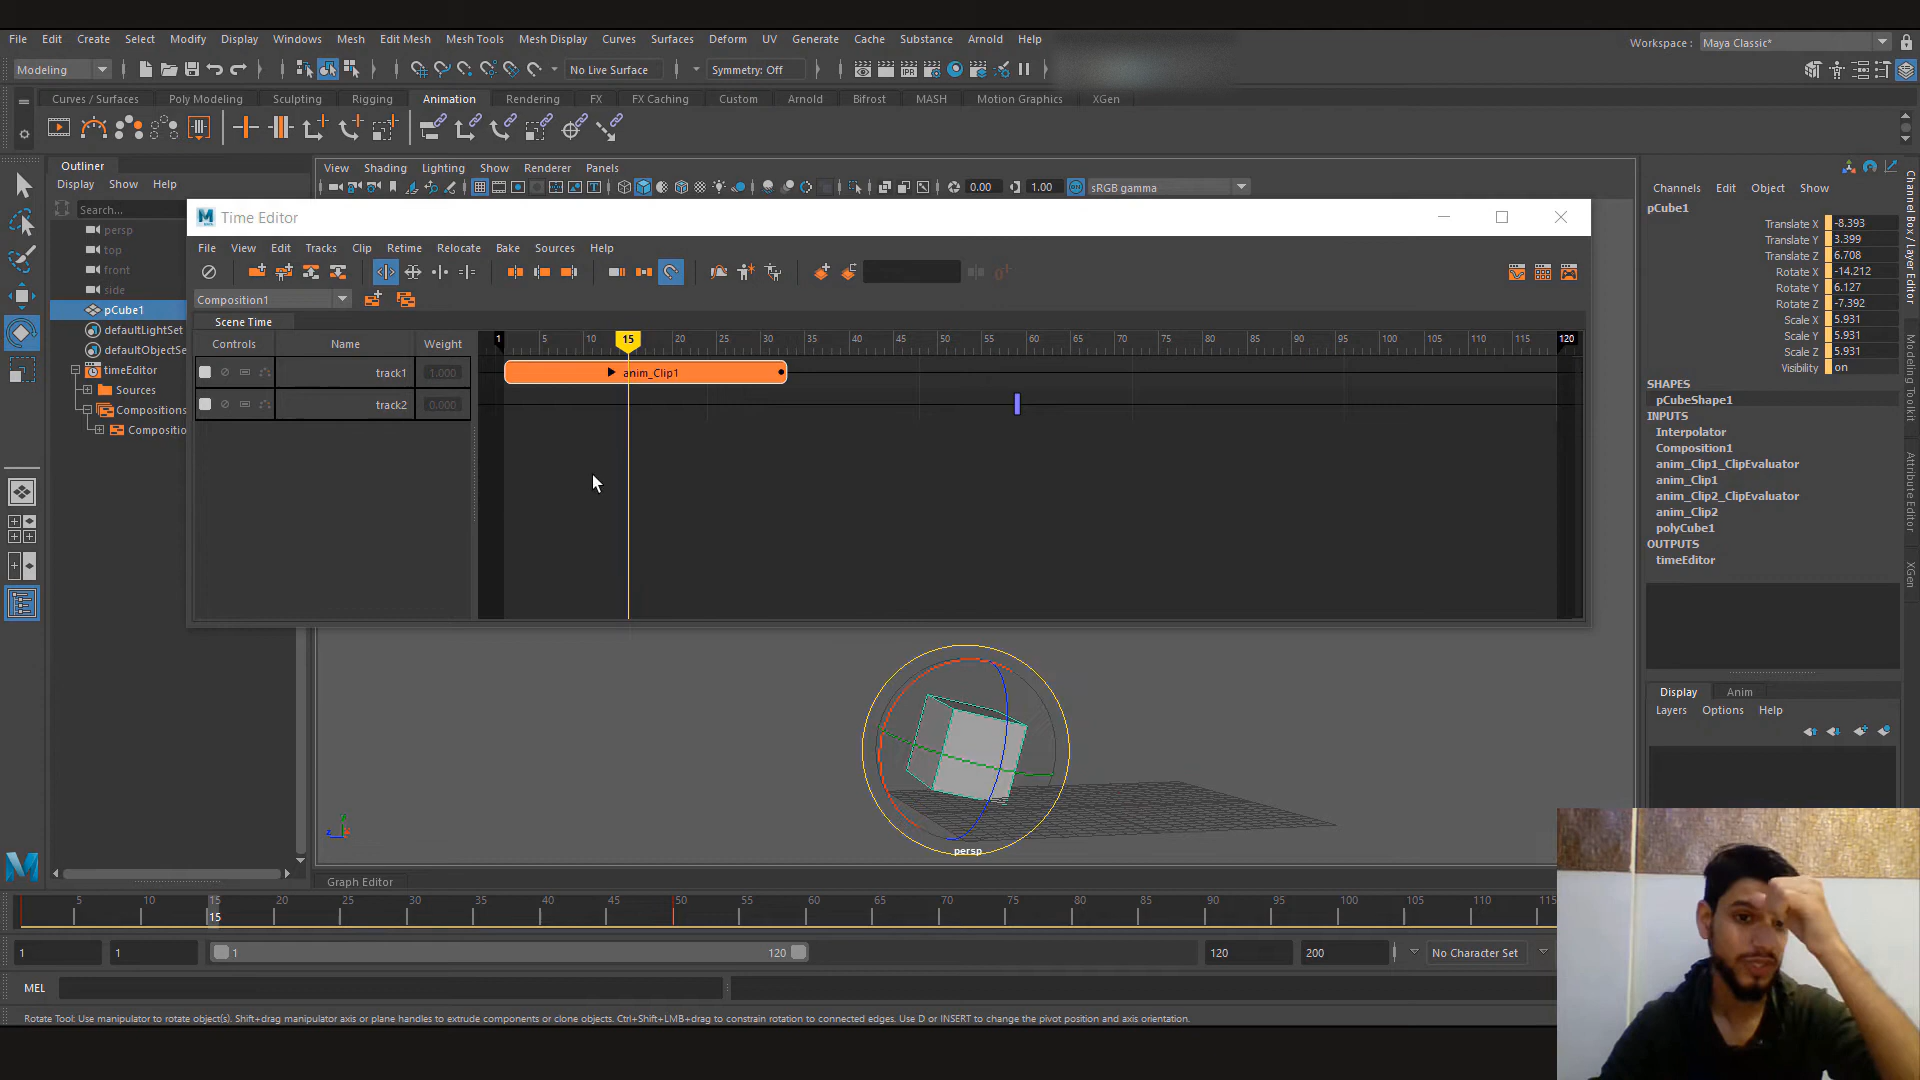 File Edit Create Select Modify Display Windows Mesh Edit Mesh Mesh Tools Mesh Display Curves Surfaces Deform UV Generate Cache Substance Arnold Help
Workspace : Maya Classic*
Modeling
No Live Surface
Symmetry: Off
IPR
Curves / Surfaces Poly Modeling Sculpting Rigging Animation Rendering FX FX Caching Custom Arnold Bifrost MASH Motion Graphics XGen
Outliner
Display Show Help
Search...
persp
top
front
side
pCube1
defaultLightSet
defaultObjectSe
timeEditor
Sources
Compositions
Compositio
View Shading Lighting Show Renderer Panels
0.00
1.00
sRGB gamma
Time Editor
File View Edit Tracks Clip Retime Relocate Bake Sources Help
Composition1
Scene Time
Controls Name Weight
1 5 10 15 20 25 30 35 40 45 50 55 60 65 70 75 80 85 90 95 100 105 110 115 120
track1 1.000
anim_Clip1
track2 0.000
persp
Graph Editor
Channels Edit Object Show
pCube1
Translate X -8.393
Translate Y 3.399
Translate Z 6.708
Rotate X -14.212
Rotate Y 6.127
Rotate Z -7.392
Scale X 5.931
Scale Y 5.931
Scale Z 5.931
Visibility on
SHAPES
pCubeShape1
INPUTS
Interpolator
Composition1
anim_Clip1_ClipEvaluator
anim_Clip1
anim_Clip2_ClipEvaluator
anim_Clip2
polyCube1
OUTPUTS
timeEditor
Display Anim
Layers Options Help
Channel Box / Layer Editor
Modeling Toolkit
Attribute Editor
XGen
5 10 15 20 25 30 35 40 45 50 55 60 65 70 75 80 85 90 95 100 105 110 115
15
1 1 1 120 120 200 No Character Set
MEL
Rotate Tool: Use manipulator to rotate object(s). Shift+drag manipulator axis or plane handles to extrude components or clone objects. Ctrl+Shift+LMB+drag to constrain rotation to connected edges. Use D or INSERT to change the pivot position and axis orientation.